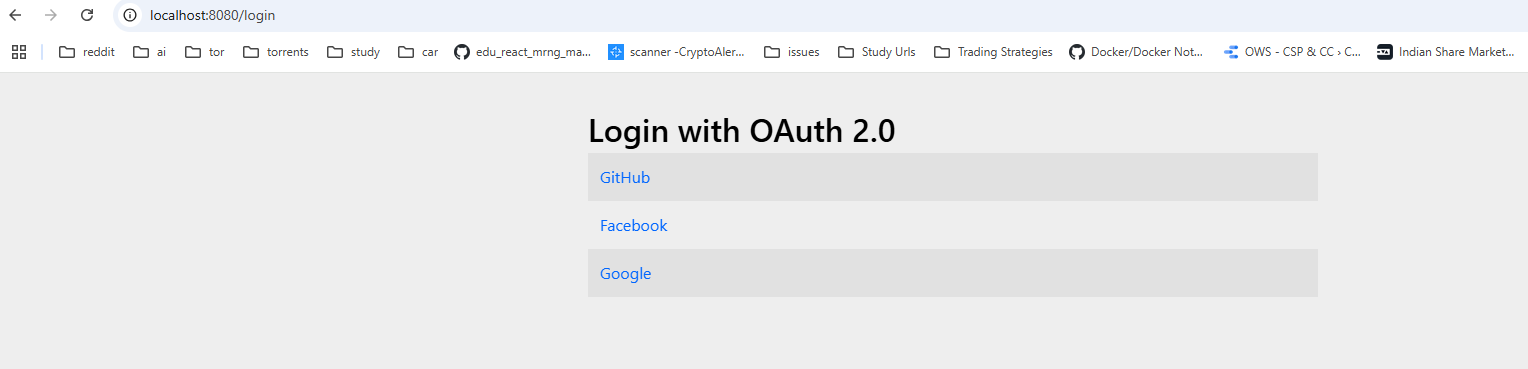 localhost:8080/login
reddit ai tor torrents study car edu_react_mrng_ma... scanner -CryptoAler... issues Study Urls Trading Strategies Docker/Docker Not... OWS - CSP & CC › C... Indian Share Market...
Login with OAuth 2.0
GitHub
Facebook
Google